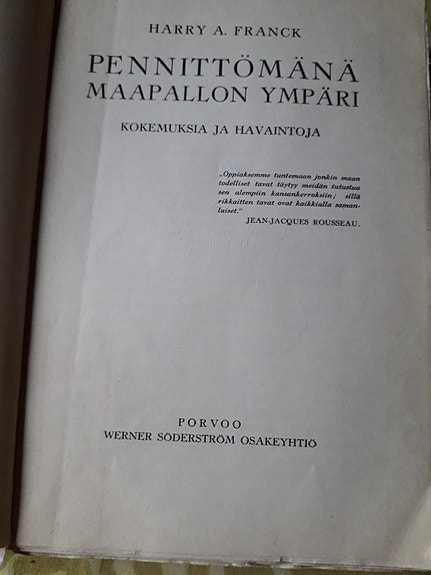 HARRY A. FRANCK
PENNITTÖMÄNÄ
MAAPALLON YMPÄRI
KOKEMUKSIA JA HAVAINTOJA
„Oppiaksemme tuntemaan jonkin maan
todelliset tavat täytyy meidän tutustua
sen alempiin kansankerroksiin; sillä
rikkaitten tavat ovat kaikkialla saman-
laiset.”
JEAN-JACQUES ROUSSEAU.
PORVOO
WERNER SÖDERSTRÖM OSAKEYHTIÖ